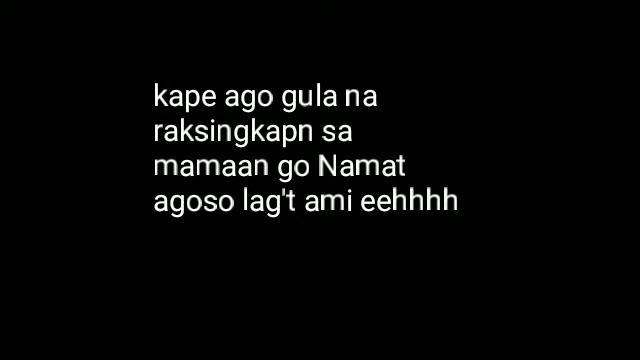 kape ago gula na
raksingkapn sa
mamaan go Namat
agoso lag't ami eehhhh